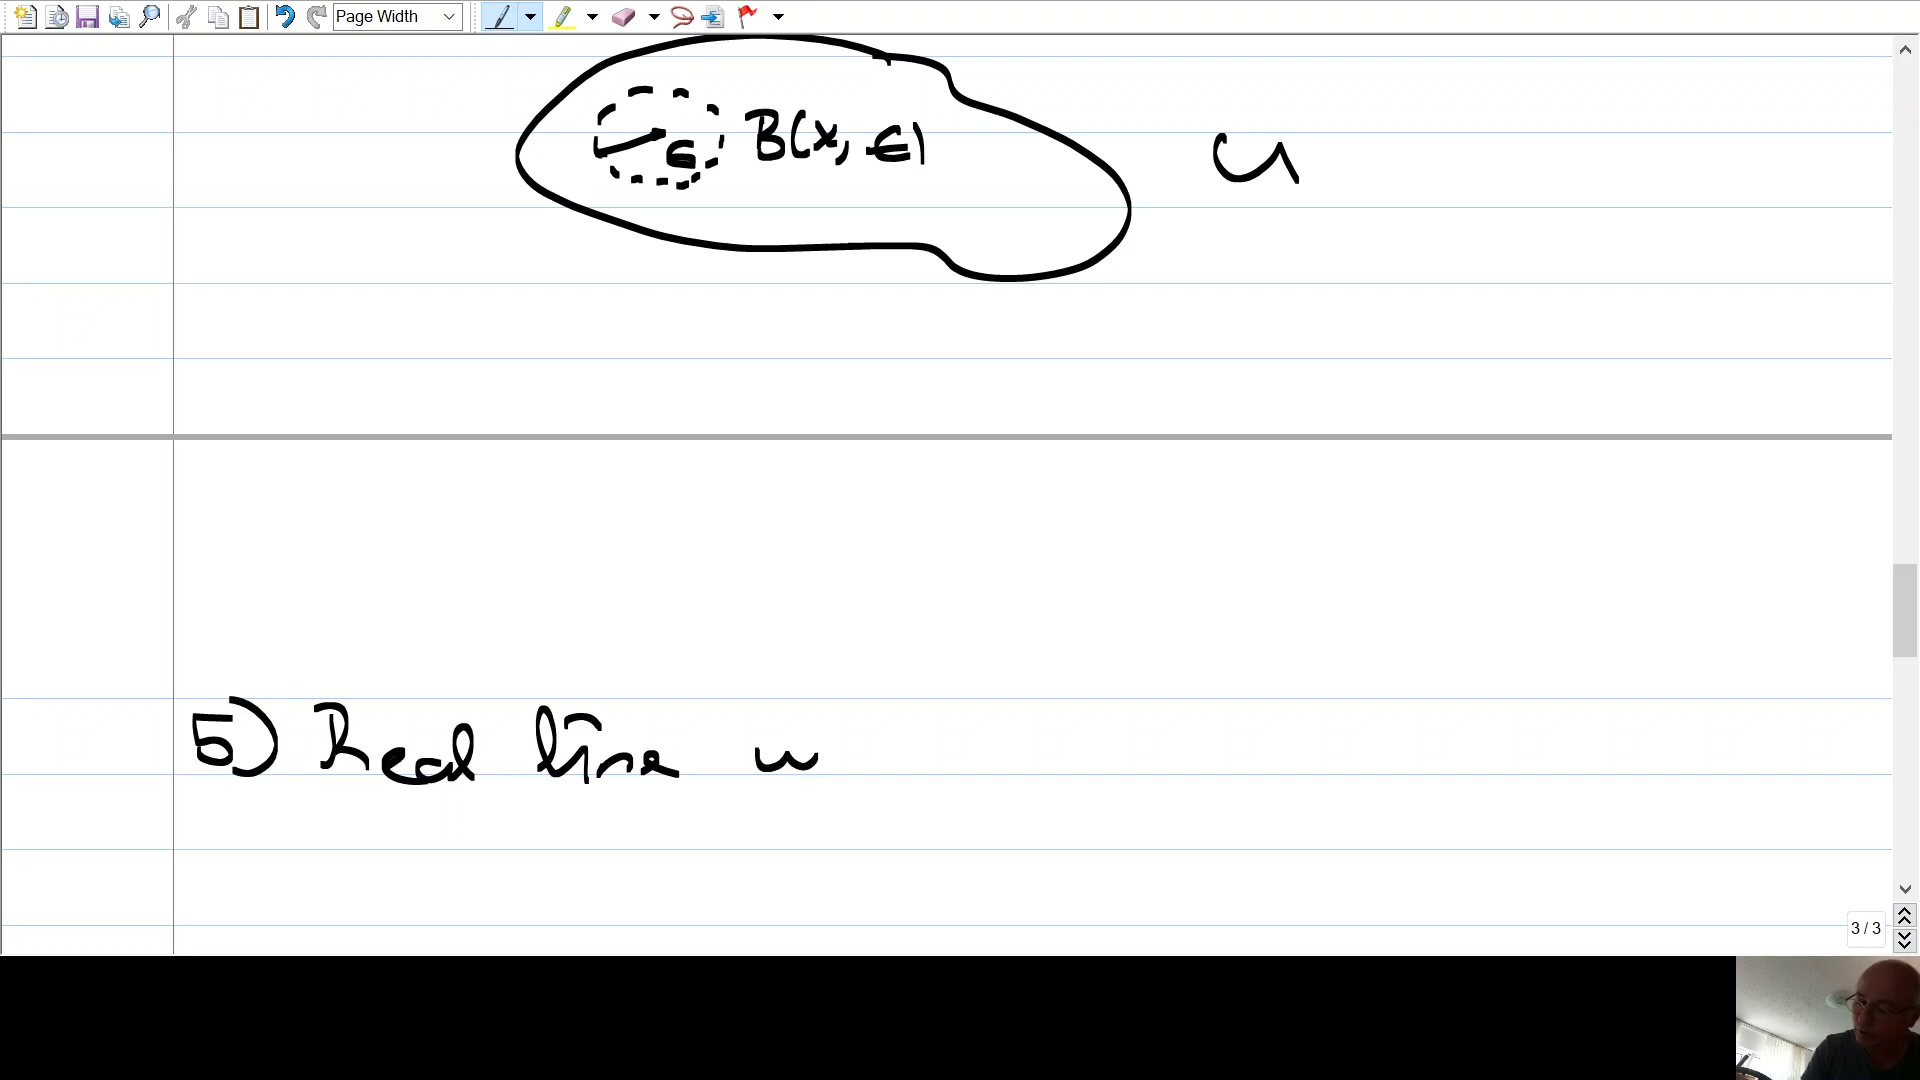 Page Width
ε B(x, ε) U
5) Real line w
3 / 3